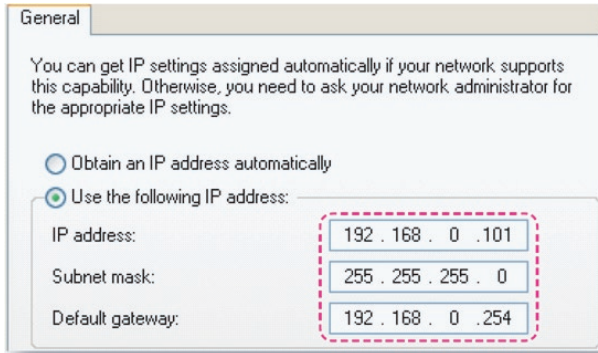 General
You can get IP settings assigned automatically if your network supports
this capability. Otherwise, you need to ask your network administrator for
the appropriate IP settings.
Obtain an IP address automatically
Use the following IP address:
IP address: 192 . 168 . 0 .101
Subnet mask: 255 . 255 . 255 . 0
Default gateway: 192 . 168 . 0 .254